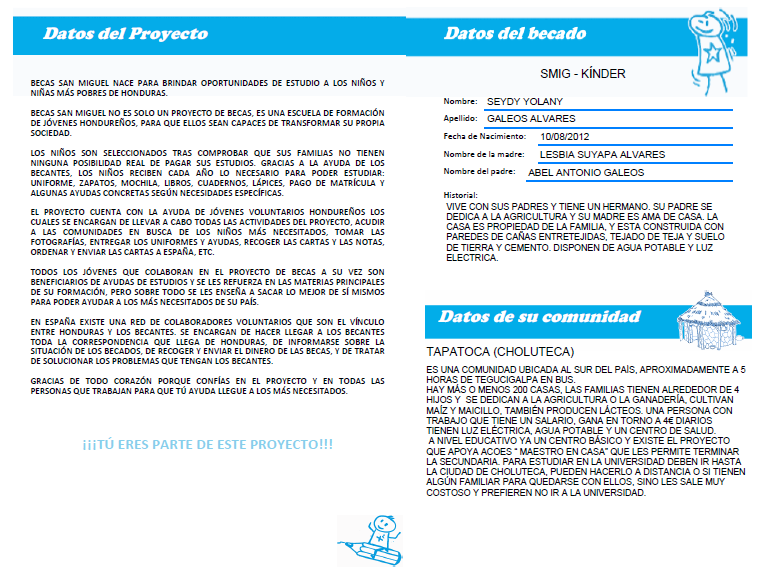 Datos del Proyecto
BECAS SAN MIGUEL NACE PARA BRINDAR OPORTUNIDADES DE ESTUDIO A LOS NIÑOS Y
NIÑAS MÁS POBRES DE HONDURAS.
BECAS SAN MIGUEL NO ES SOLO UN PROYECTO DE BECAS, ES UNA ESCUELA DE FORMACIÓN
DE JÓVENES HONDUREÑOS, PARA QUE ELLOS SEAN CAPACES DE TRANSFORMAR SU PROPIA
SOCIEDAD.
LOS NIÑOS SON SELECCIONADOS TRAS COMPROBAR QUE SUS FAMILIAS NO TIENEN
NINGUNA POSIBILIDAD REAL DE PAGAR SUS ESTUDIOS. GRACIAS A LA AYUDA DE LOS
BECANTES, LOS NIÑOS RECIBEN CADA AÑO LO NECESARIO PARA PODER ESTUDIAR:
UNIFORME, ZAPATOS, MOCHILA, LIBROS, CUADERNOS, LÁPICES, PAGO DE MATRÍCULA Y
ALGUNAS AYUDAS CONCRETAS SEGÚN NECESIDADES ESPECÍFICAS.
EL PROYECTO CUENTA CON LA AYUDA DE JÓVENES VOLUNTARIOS HONDUREÑOS LOS
CUALES SE ENCARGAN DE LLEVAR A CABO TODAS LAS ACTIVIDADES DEL PROYECTO, ACUDIR
A LAS COMUNIDADES EN BUSCA DE LOS NIÑOS MÁS NECESITADOS, TOMAR LAS
FOTOGRAFÍAS, ENTREGAR LOS UNIFORMES Y AYUDAS, RECOGER LAS CARTAS Y LAS NOTAS,
ORDENAR Y ENVIAR LAS CARTAS A ESPAÑA, ETC.
TODOS LOS JÓVENES QUE COLABORAN EN EL PROYECTO DE BECAS A SU VEZ SON
BENEFICIARIOS DE AYUDAS DE ESTUDIOS Y SE LES REFUERZA EN LAS MATERIAS PRINCIPALES
DE SU FORMACIÓN, PERO SOBRE TODO SE LES ENSEÑA A SACAR LO MEJOR DE SÍ MISMOS
PARA PODER AYUDAR A LOS MÁS NECESITADOS DE SU PAÍS.
EN ESPAÑA EXISTE UNA RED DE COLABORADORES VOLUNTARIOS QUE SON EL VÍNCULO
ENTRE HONDURAS Y LOS BECANTES. SE ENCARGAN DE HACER LLEGAR A LOS BECANTES
TODA LA CORRESPONDENCIA QUE LLEGA DE HONDURAS, DE INFORMARSE SOBRE LA
SITUACIÓN DE LOS BECADOS, DE RECOGER Y ENVIAR EL DINERO DE LAS BECAS, Y DE TRATAR
DE SOLUCIONAR LOS PROBLEMAS QUE TENGAN LOS BECANTES.
GRACIAS DE TODO CORAZÓN PORQUE CONFÍAS EN EL PROYECTO Y EN TODAS LAS
PERSONAS QUE TRABAJAN PARA QUE TÚ AYUDA LLEGUE A LOS MÁS NECESITADOS.
¡¡¡TÚ ERES PARTE DE ESTE PROYECTO!!!
Datos del becado
SMIG - KÍNDER
Nombre: SEYDY YOLANY
Apellido: GALEOS ALVARES
Fecha de Nacimiento: 10/08/2012
Nombre de la madre: LESBIA SUYAPA ALVARES
Nombre del padre: ABEL ANTONIO GALEOS
Historial:
VIVE CON SUS PADRES Y TIENE UN HERMANO. SU PADRE SE
DEDICA A LA AGRICULTURA Y SU MADRE ES AMA DE CASA. LA
CASA ES PROPIEDAD DE LA FAMILIA, Y ESTA CONSTRUIDA CON
PAREDES DE CAÑAS ENTRETEJIDAS, TEJADO DE TEJA Y SUELO
DE TIERRA Y CEMENTO. DISPONEN DE AGUA POTABLE Y LUZ
ELECTRICA.
Datos de su comunidad
TAPATOCA (CHOLUTECA)
ES UNA COMUNIDAD UBICADA AL SUR DEL PAÍS, APROXIMADAMENTE A 5
HORAS DE TEGUCIGALPA EN BUS.
HAY MÁS O MENOS 200 CASAS, LAS FAMILIAS TIENEN ALREDEDOR DE 4
HIJOS Y SE DEDICAN A LA AGRICULTURA O LA GANADERÍA, CULTIVAN
MAÍZ Y MAICILLO, TAMBIÉN PRODUCEN LÁCTEOS. UNA PERSONA CON
TRABAJO QUE TIENE UN SALARIO, GANA EN TORNO A 4€ DIARIOS
TIENEN LUZ ELÉCTRICA, AGUA POTABLE Y UN CENTRO DE SALUD.
A NIVEL EDUCATIVO YA UN CENTRO BÁSICO Y EXISTE EL PROYECTO
QUE APOYA ACOES " MAESTRO EN CASA" QUE LES PERMITE TERMINAR
LA SECUNDARIA. PARA ESTUDIAR EN LA UNIVERSIDAD DEBEN IR HASTA
LA CIUDAD DE CHOLUTECA, PUEDEN HACERLO A DISTANCIA O SI TIENEN
ALGÚN FAMILIAR PARA QUEDARSE CON ELLOS, SINO LES SALE MUY
COSTOSO Y PREFIEREN NO IR A LA UNIVERSIDAD.